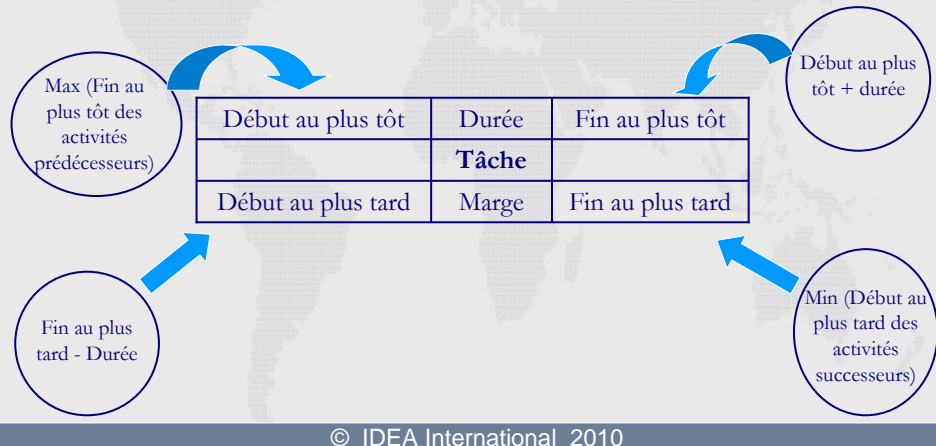 Max (Fin au
plus tôt des
activités
prédécesseurs)
Début au plus
tôt + durée
Début au plus tôt Durée Fin au plus tôt
Tâche
Début au plus tard Marge Fin au plus tard
Fin au plus
tard - Durée
Min (Début au
plus tard des
activités
successeurs)
© IDEA International 2010